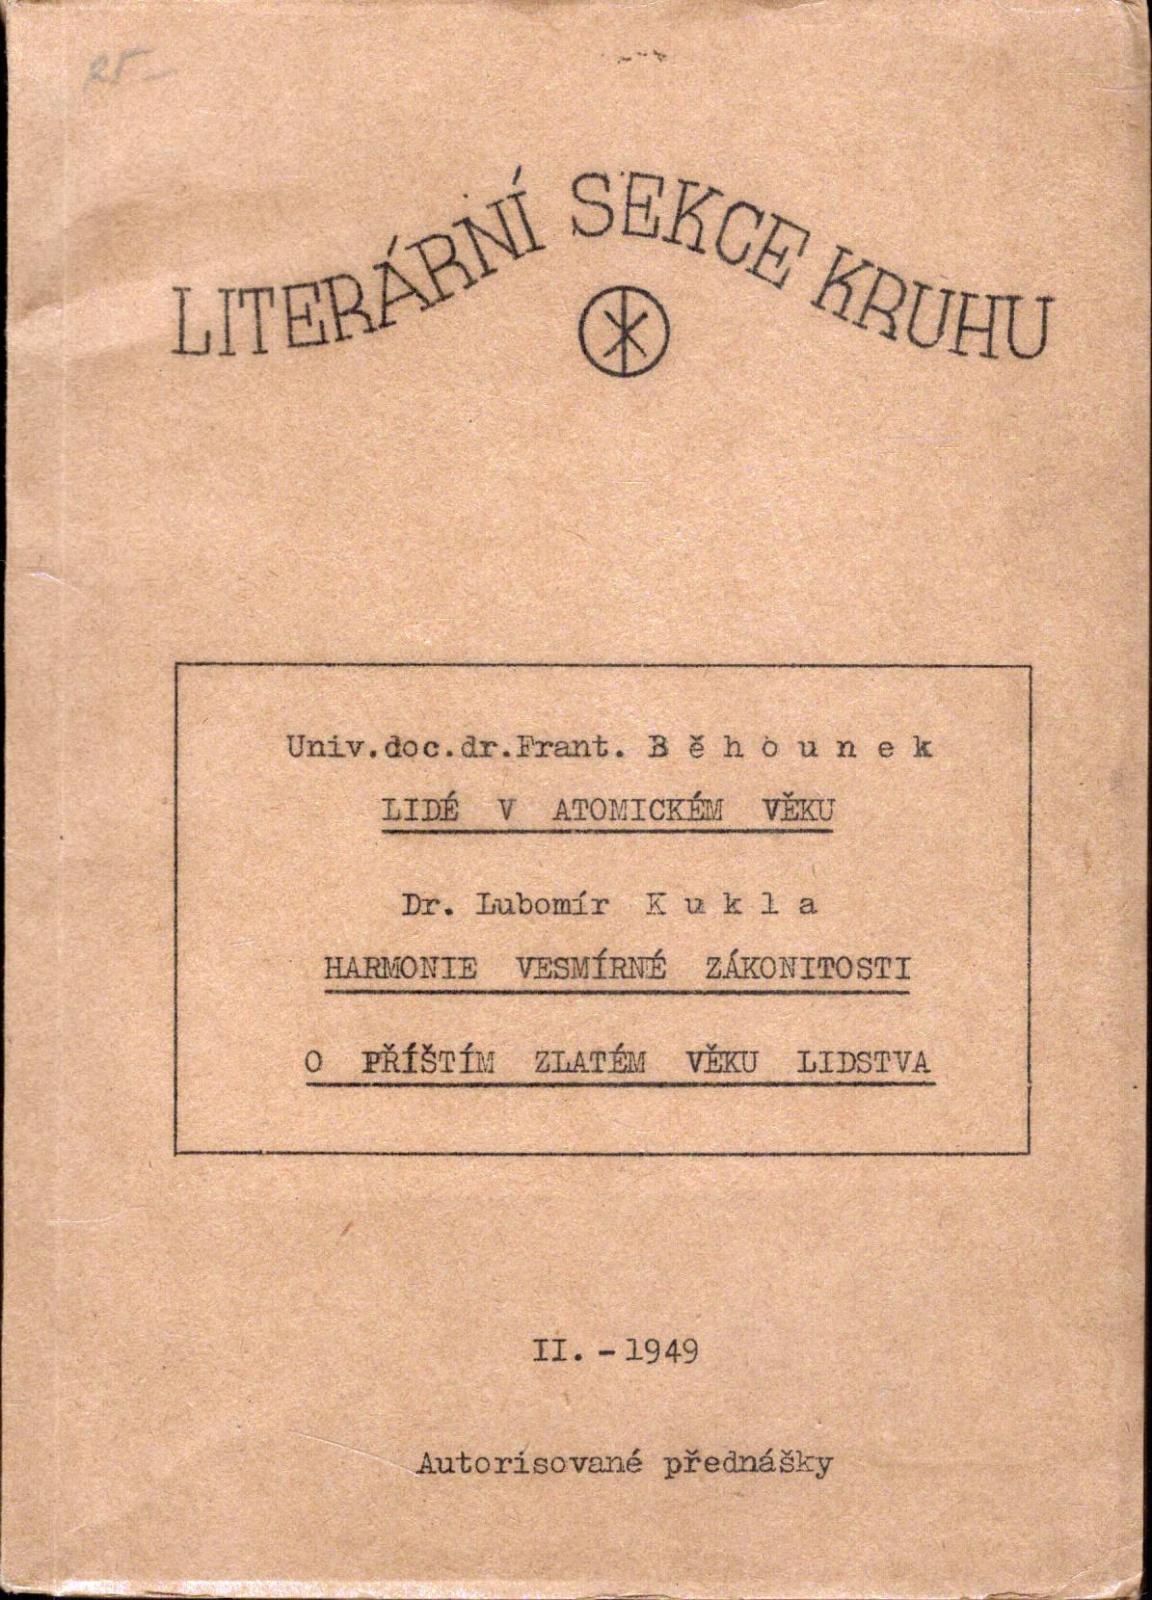 25-
LITERÁRNÍ SEKCE KRUHU
Univ.doc.dr.Frant. B ě h o u n e k
LIDÉ V ATOMICKÉM VĚKU
Dr. Lubomír K u k l a
HARMONIE VESMÍRNÉ ZÁKONITOSTI
O PŘÍŠTÍM ZLATÉM VĚKU LIDSTVA
II. - 1949
Autorisované přednášky